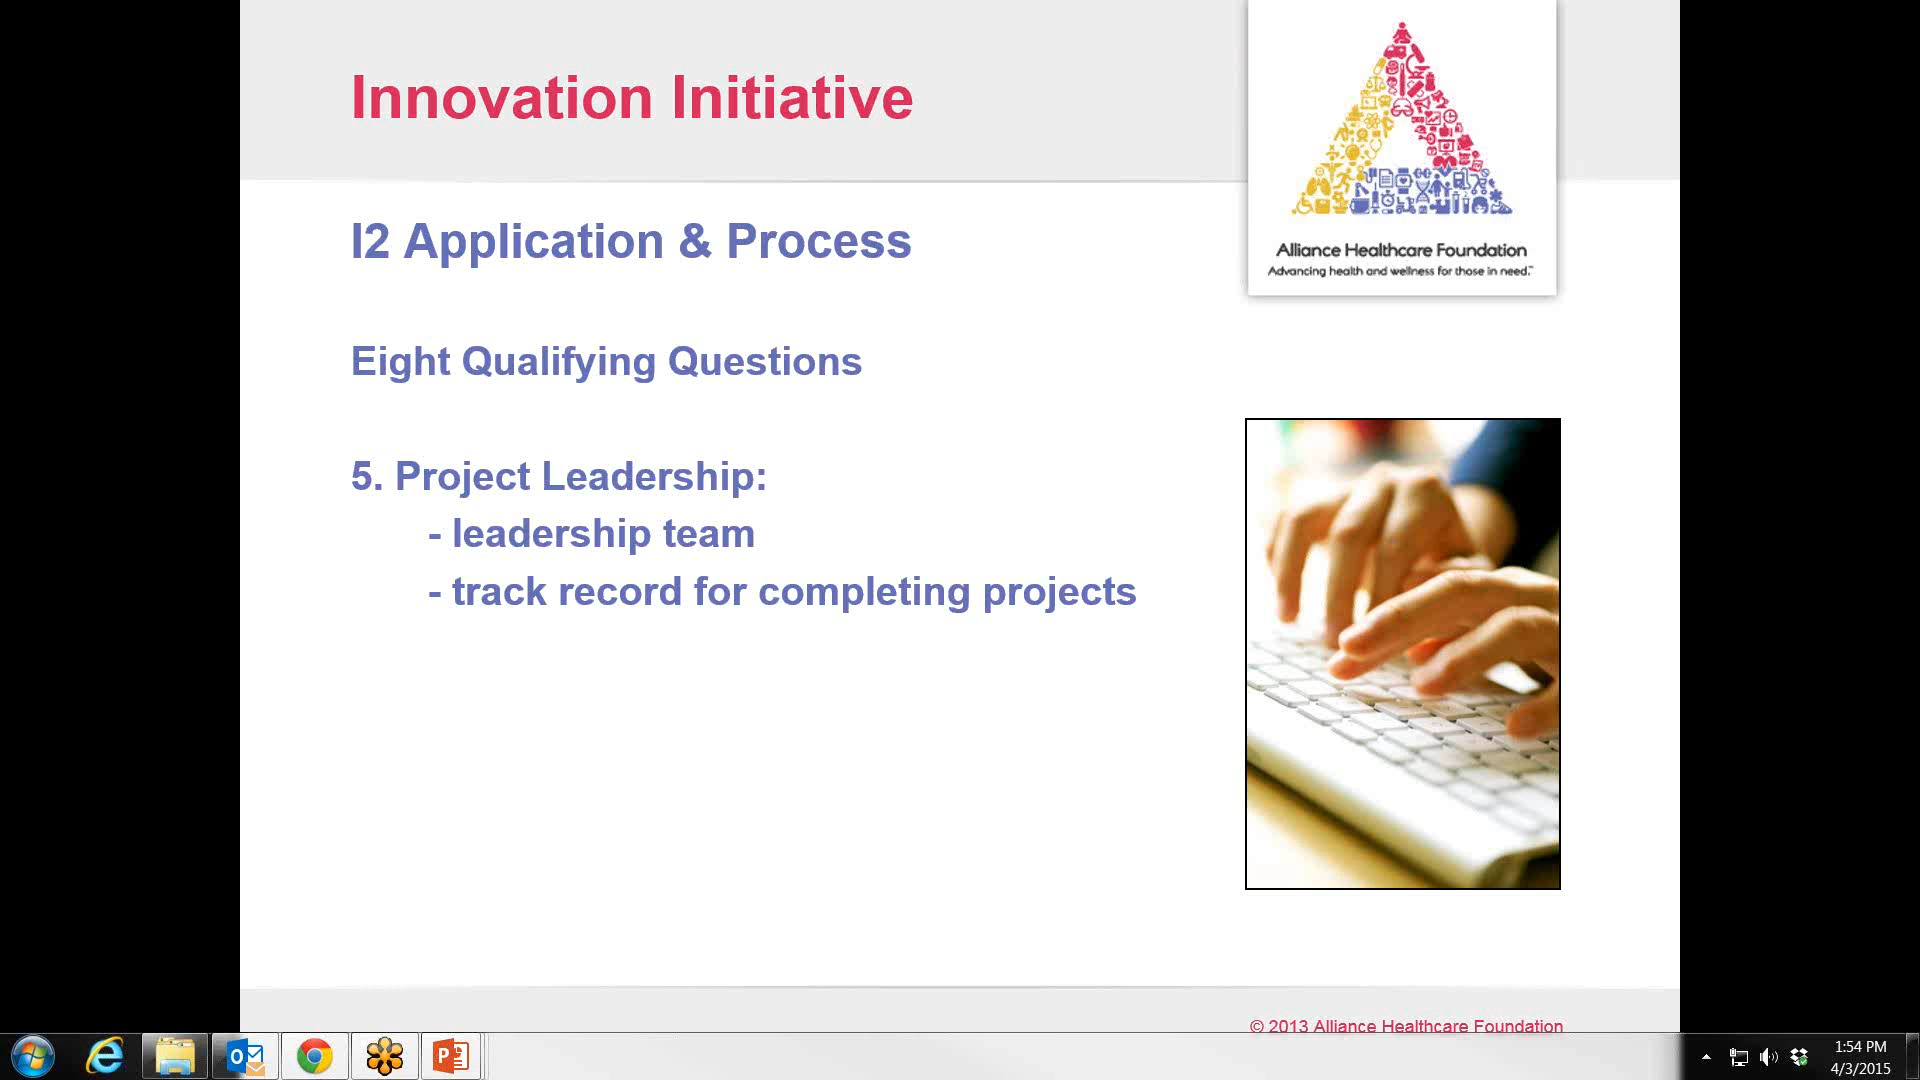 Innovation Initiative
Alliance Healthcare Foundation
Advancing health and wellness for those in need.™
I2 Application & Process
Eight Qualifying Questions
5. Project Leadership:
- leadership team
- track record for completing projects
© 2013 Alliance Healthcare Foundation
1:54 PM
4/3/2015